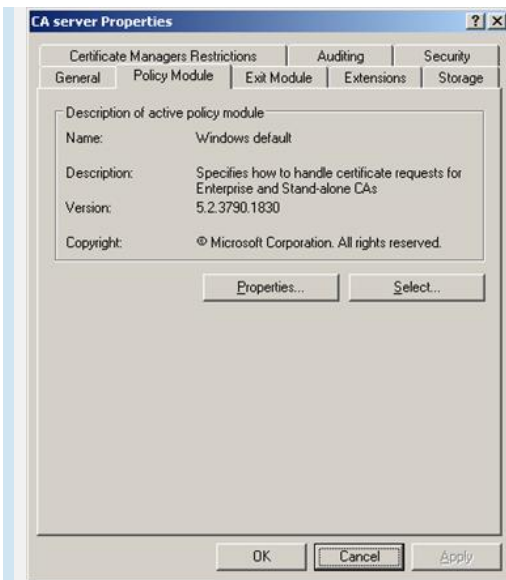 CA server Properties
Certificate Managers Restrictions Auditing Security
General Policy Module Exit Module Extensions Storage
Description of active policy module
Name: Windows default
Description: Specifies how to handle certificate requests for
Enterprise and Stand-alone CAs
Version: 5.2.3790.1830
Copyright: © Microsoft Corporation. All rights reserved.
Properties... Select...
OK Cancel Apply